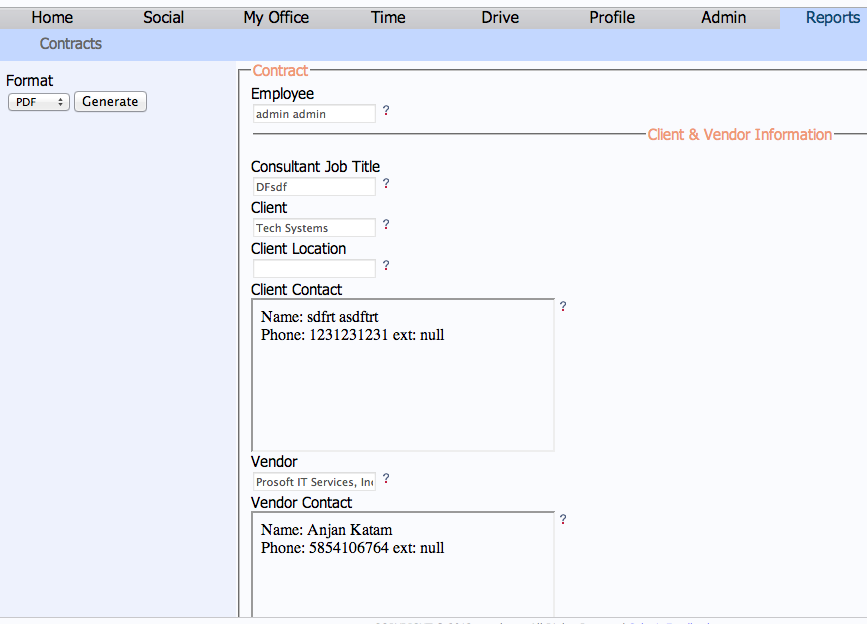 Home Social My Office Time Drive Profile Admin Reports
Contracts
Format
PDF Generate
Contract
Employee
admin admin ?
Client & Vendor Information
Consultant Job Title
DFsdf ?
Client
Tech Systems ?
Client Location
?
Client Contact
Name: sdfrt asdftrt ?
Phone: 1231231231 ext: null
Vendor
Prosoft IT Services, In ?
Vendor Contact
Name: Anjan Katam ?
Phone: 5854106764 ext: null